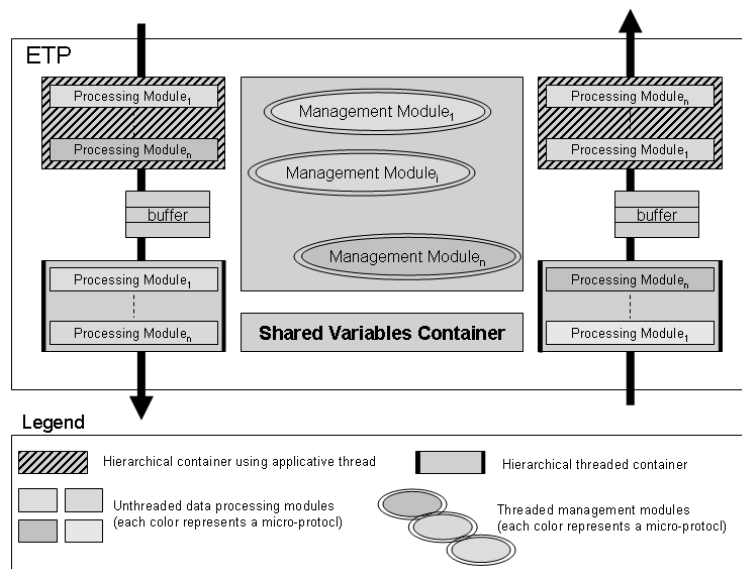 ETP
Processing Module1
Processing Modulen
buffer
Processing Module1
Processing Modulen
Management Module1
Management Modulei
Management Modulen
Shared Variables Container
Processing Modulen
Processing Module1
buffer
Processing Modulen
Processing Module1
Legend
Hierarchical container using applicative thread
Hierarchical threaded container
Unthreaded data processing modules
(each color represents a micro-protocl)
Threaded management modules
(each color represents a micro-protocl)